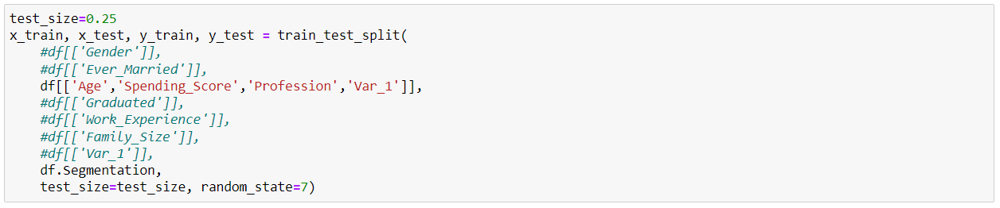 test_size=0.25
x_train, x_test, y_train, y_test = train_test_split(
    #df[['Gender']],
    #df[['Ever_Married']],
    df[['Age','Spending_Score','Profession','Var_1']],
    #df[['Graduated']],
    #df[['Work_Experience']],
    #df[['Family_Size']],
    #df[['Var_1']],
    df.Segmentation,
    test_size=test_size, random_state=7)